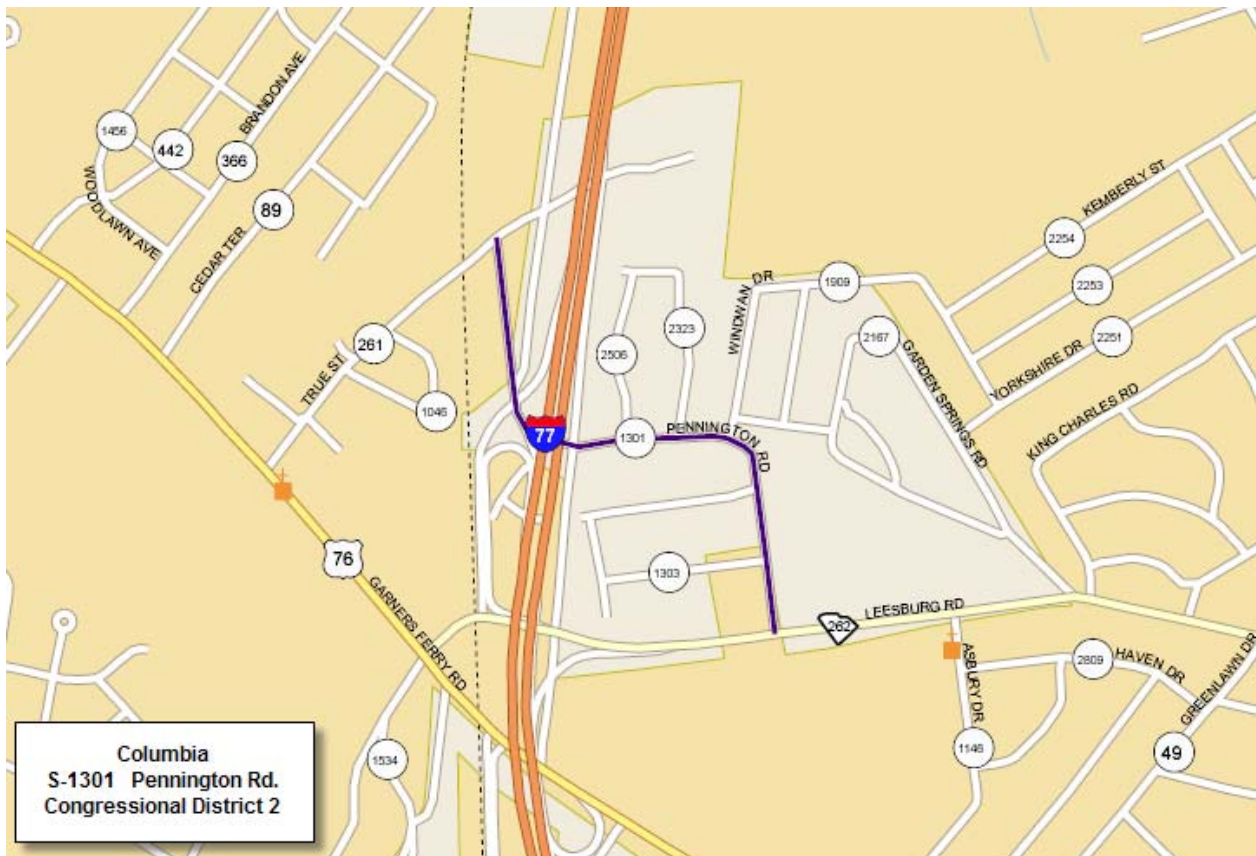 BRANDON AVE
1456
442
366
WOODLAWN AVE
89
CEDAR TER
KEMBERLY ST
2254
2253
1909
WINDWAN DR
2251
YORKSHIRE DR
2167
GARDEN SPRINGS RD
KING CHARLES RD
261
TRUE ST
2323
2506
1046
77
1301
PENNINGTON RD
76
GARNERS FERRY RD
1303
LEESBURG RD
262
ASBURY DR
2809
HAVEN DR
GREENLAWN DR
1534
1146
49
Columbia
S-1301 Pennington Rd.
Congressional District 2